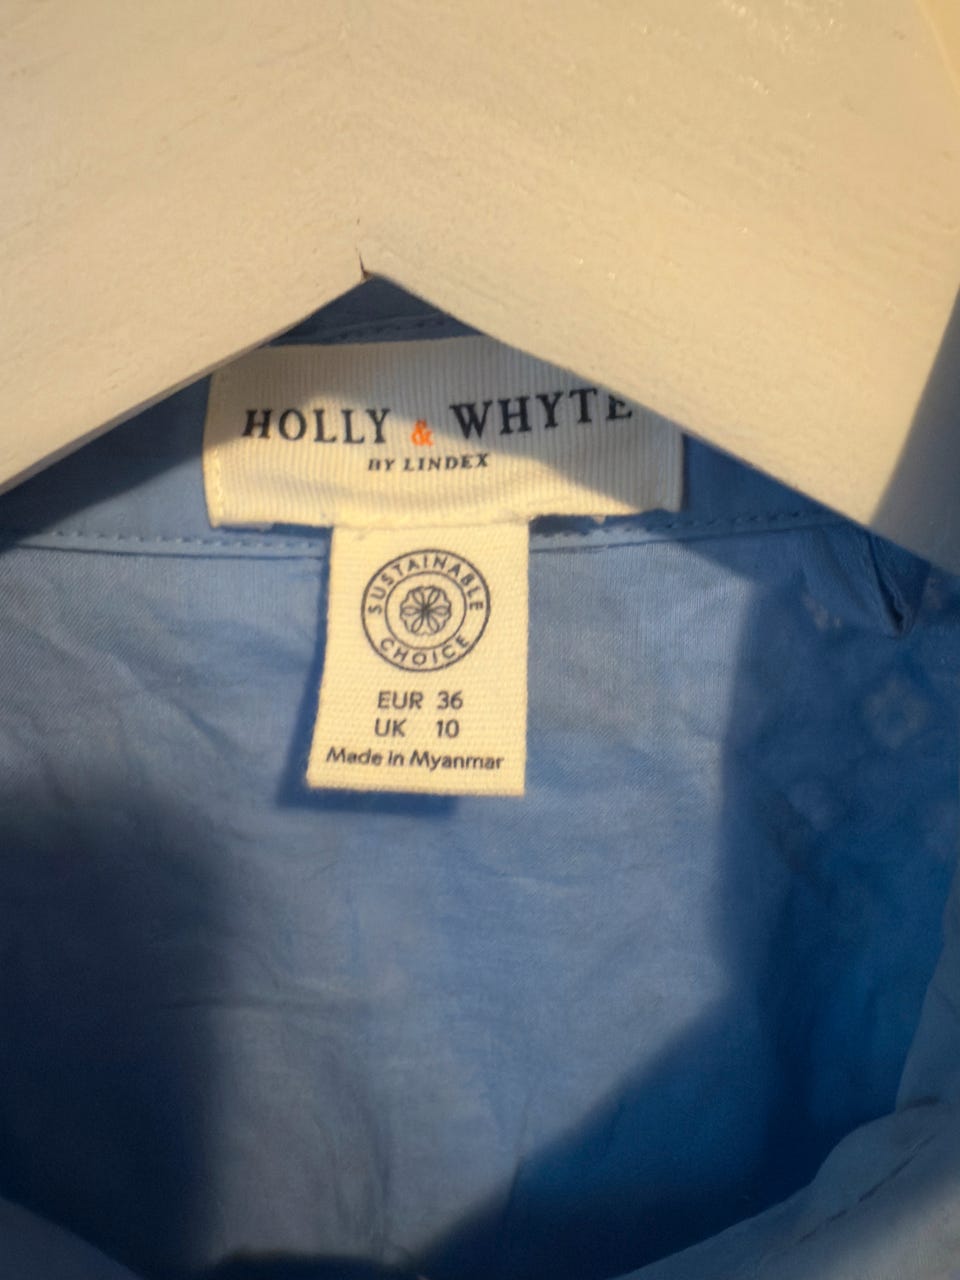 HOLLY & WHYTE
BY LINDEX
SUSTAINABLE
CHOICE
EUR 36
UK 10
Made in Myanmar